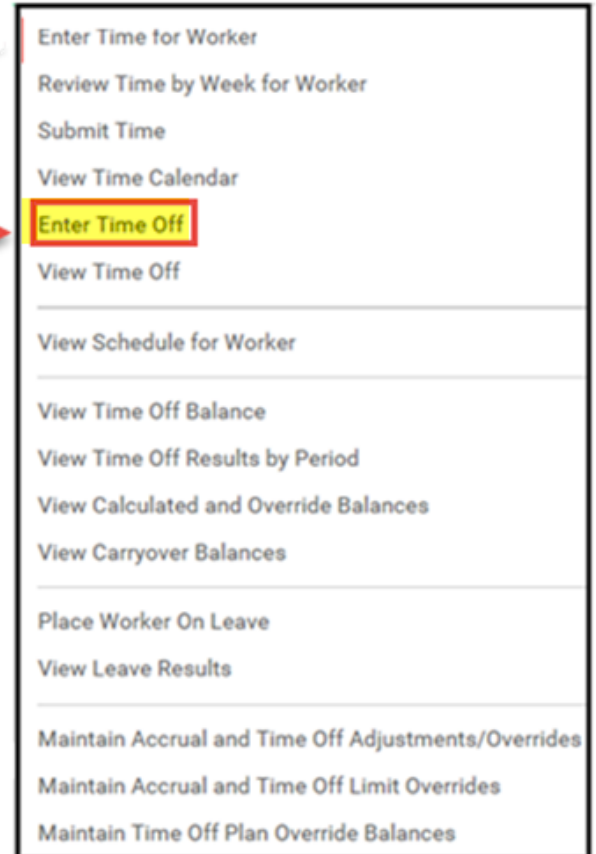 Enter Time for Worker
Review Time by Week for Worker
Submit Time
View Time Calendar
Enter Time Off
View Time Off
View Schedule for Worker
View Time Off Balance
View Time Off Results by Period
View Calculated and Override Balances
View Carryover Balances
Place Worker On Leave
View Leave Results
Maintain Accrual and Time Off Adjustments/Overrides
Maintain Accrual and Time Off Limit Overrides
Maintain Time Off Plan Override Balances